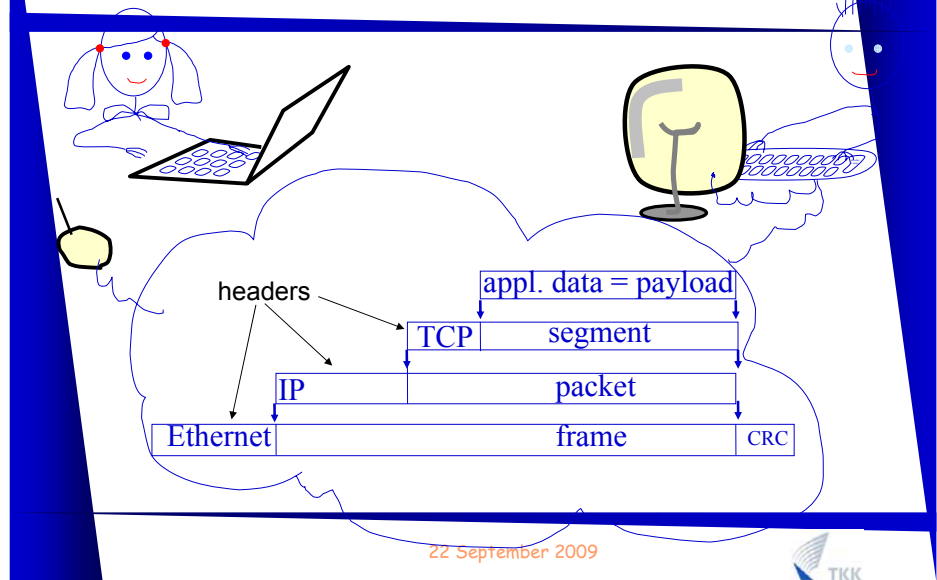 appl. data = payload
headers
TCP segment
IP packet
Ethernet frame CRC
22 September 2009
TKK